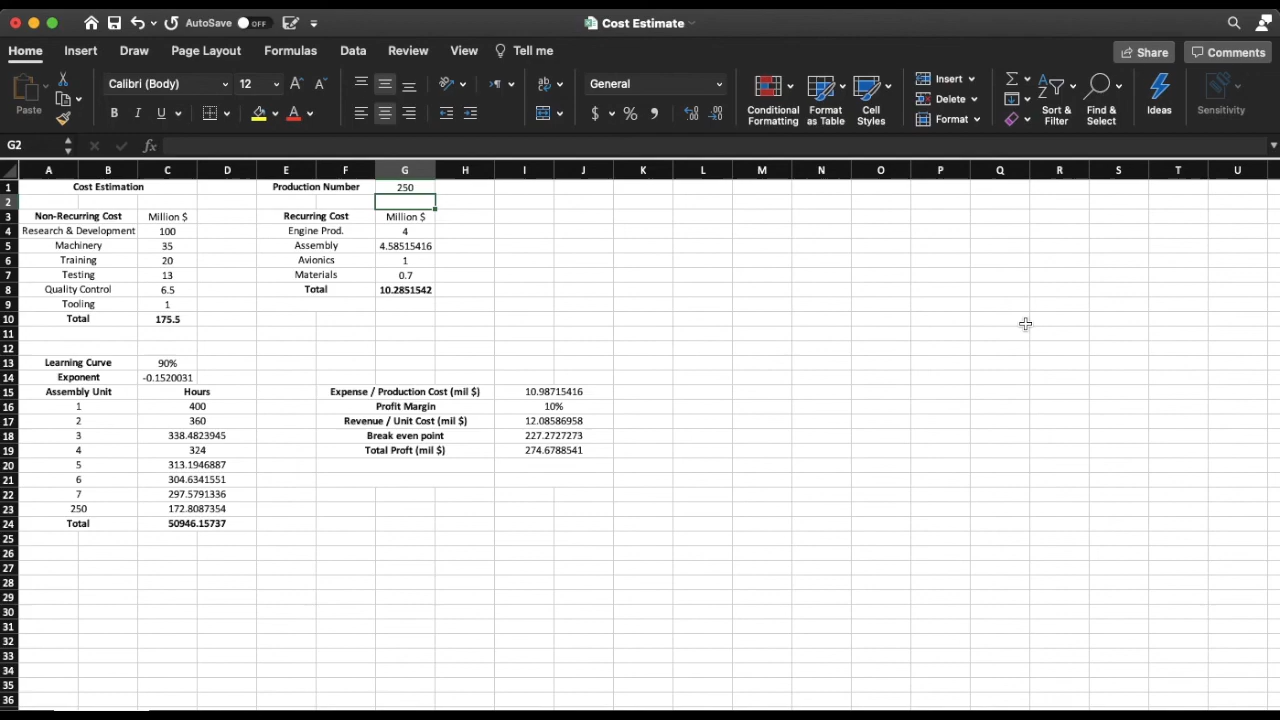 AutoSave OFF Cost Estimate
Home Insert Draw Page Layout Formulas Data Review View Tell me Share Comments
Paste Calibri (Body) 12 General Conditional Formatting Format as Table Cell Styles Insert Delete Format Sort & Filter Find & Select Ideas Sensitivity
B I U $ % ,
G2 fx
A B C D E F G H I J K L M N O P Q R S T U
1 Cost Estimation Production Number 250
2
3 Non-Recurring Cost Million $ Recurring Cost Million $
4 Research & Development 100 Engine Prod. 4
5 Machinery 35 Assembly 4.58515416
6 Training 20 Avionics 1
7 Testing 13 Materials 0.7
8 Quality Control 6.5 Total 10.2851542
9 Tooling 1
10 Total 175.5
11
12
13 Learning Curve 90%
14 Exponent -0.1520031
15 Assembly Unit Hours Expense / Production Cost (mil $) 10.98715416
16 1 400 Profit Margin 10%
17 2 360 Revenue / Unit Cost (mil $) 12.08586958
18 3 338.4823945 Break even point 227.2727273
19 4 324 Total Proft (mil $) 274.6788541
20 5 313.1946887
21 6 304.6341551
22 7 297.5791336
23 250 172.8087354
24 Total 50946.15737
25
26
27
28
29
30
31
32
33
34
35
36